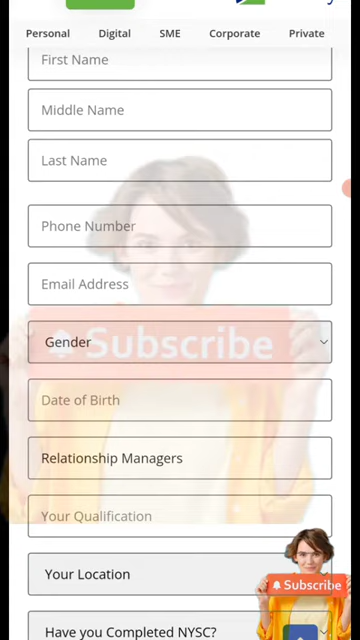 Personal Digital SME Corporate Private
First Name
Middle Name
Last Name
Phone Number
Email Address
Gender
Subscribe
Date of Birth
Relationship Managers
Your Qualification
Your Location
Subscribe
Have you Completed NYSC?